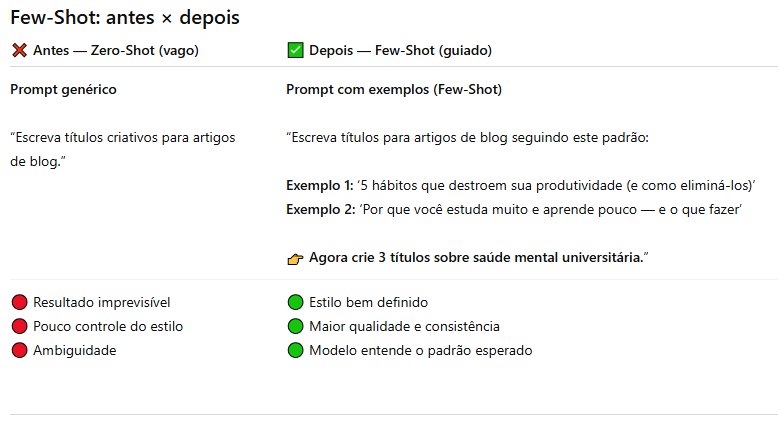 Few-Shot: antes × depois
❌ Antes — Zero-Shot (vago)
✅ Depois — Few-Shot (guiado)
Prompt genérico
Prompt com exemplos (Few-Shot)
“Escreva títulos criativos para artigos
de blog.”
“Escreva títulos para artigos de blog seguindo este padrão:
Exemplo 1: ‘5 hábitos que destroem sua produtividade (e como eliminá-los)’
Exemplo 2: ‘Por que você estuda muito e aprende pouco — e o que fazer’
👉 Agora crie 3 títulos sobre saúde mental universitária.”
🔴 Resultado imprevisível
🔴 Pouco controle do estilo
🔴 Ambiguidade
🟢 Estilo bem definido
🟢 Maior qualidade e consistência
🟢 Modelo entende o padrão esperado